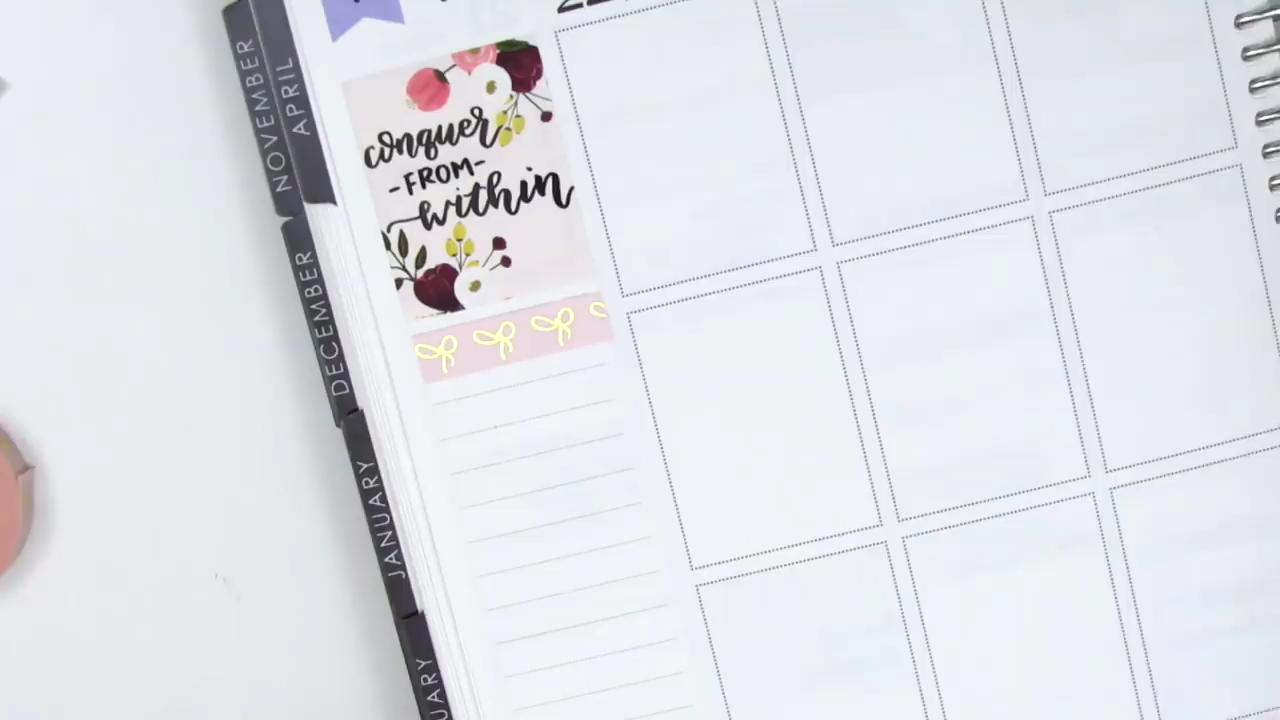 NOVEMBER
APRIL
conquer
-FROM-
within
DECEMBER
JANUARY